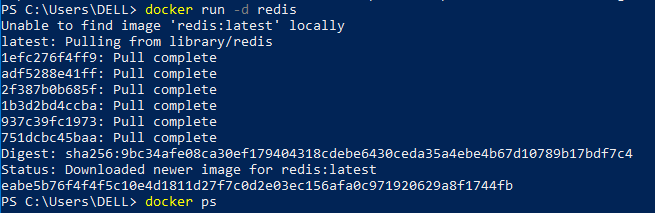 PS C:\Users\DELL> docker run -d redis
Unable to find image 'redis:latest' locally
latest: Pulling from library/redis
1efc276f4ff9: Pull complete
adf5288e41ff: Pull complete
2f387b0b685f: Pull complete
1b3d2bd4ccba: Pull complete
937c39fc1973: Pull complete
751dcbc45baa: Pull complete
Digest: sha256:9bc34afe08ca30ef179404318cdebe6430ceda35a4ebe4b67d10789b17bdf7c4
Status: Downloaded newer image for redis:latest
eabe5b76f4f4f5c10e4d1811d27f7c0d2e03ec156afa0c971920629a8f1744fb
PS C:\Users\DELL> docker ps